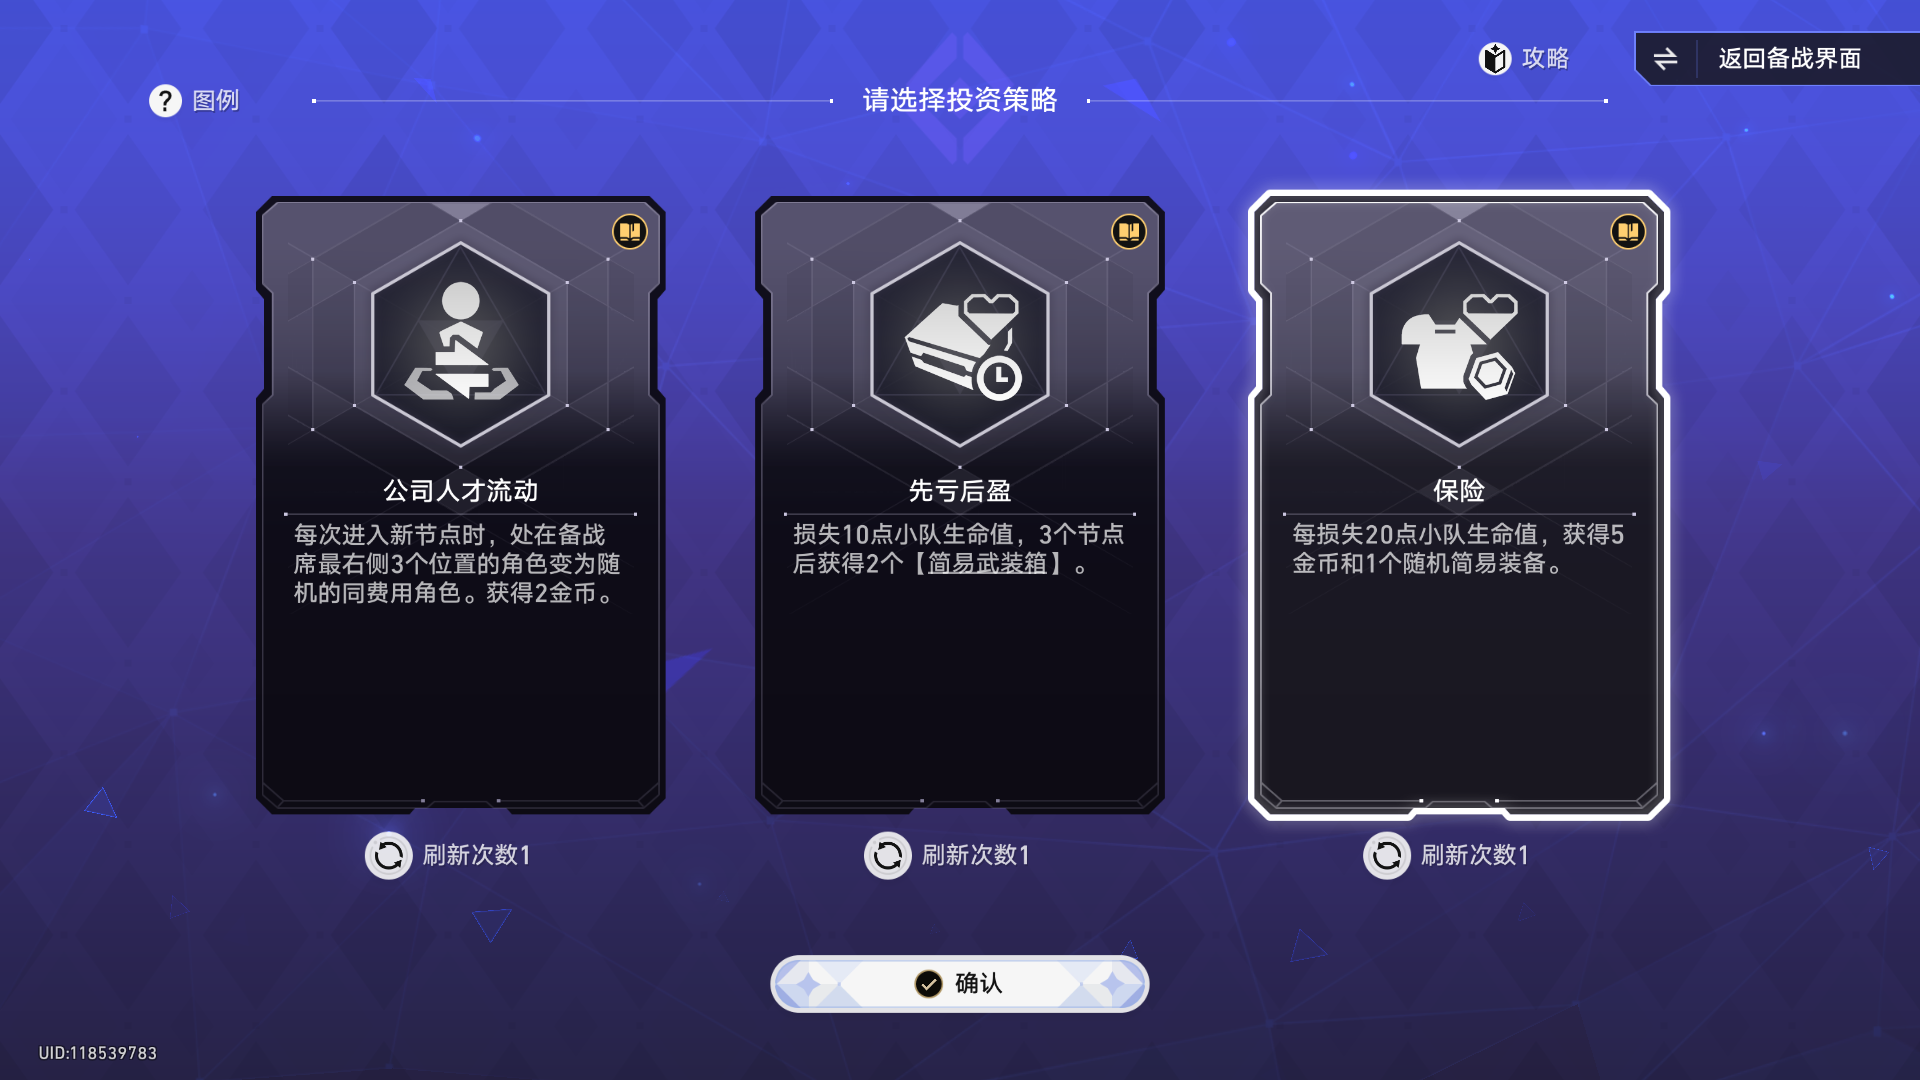 攻略
返回备战界面
图例
请选择投资策略
公司人才流动
每次进入新节点时，处在备战
席最右侧3个位置的角色变为随
机的同费用角色。获得2金币。
刷新次数1
先亏后盈
损失10点小队生命值，3个节点
后获得2个【简易武装箱】。
刷新次数1
保险
每损失20点小队生命值，获得5
金币和1个随机简易装备。
刷新次数1
确认
UID:118539783